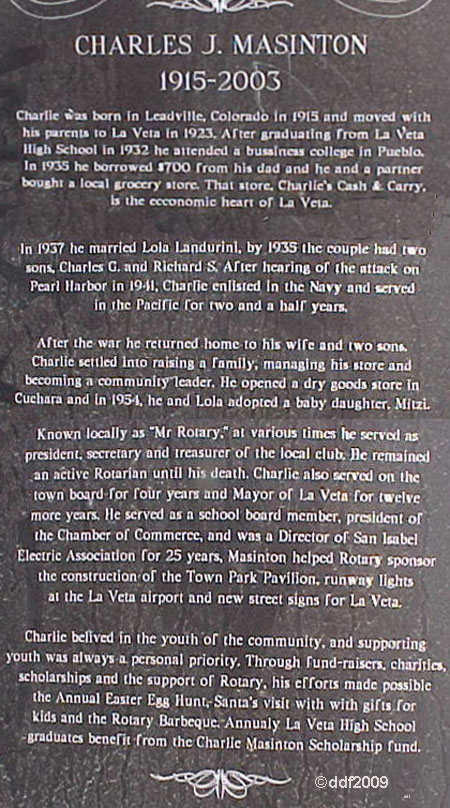 CHARLES J. MASINTON
1915-2003
Charlie was born in Leadville, Colorado in 1915 and moved with
his parents to La Veta in 1923. After graduating from La Veta
High School in 1932 he attended a bussiness college in Pueblo.
In 1935 he borrowed $700 from his dad and he and a partner
bought a local grocery store. That store, Charlie's Cash & Carry,
is the ecconomic heart of La Veta.
In 1937 he married Lola Landurini, by 1935 the couple had two
sons, Charles G. and Richard S. After hearing of the attack on
Pearl Harbor in 1941, Charlie enlisted in the Navy and served
in the Pacific for two and a half years.
After the war he returned home to his wife and two sons.
Charlie settled into raising a family, managing his store and
becoming a community leader. He opened a dry goods store in
Cuchara and in 1954, he and Lola adopted a baby daughter, Mitzi.
Known locally as "Mr Rotary," at various times he served as
president, secretary and treasurer of the local club. He remained
an active Rotarian until his death. Charlie also served on the
town board for four years and Mayor of La Veta for twelve
more years. He served as a school board member, president of
the Chamber of Commerce, and was a Director of San Isabel
Electric Association for 25 years, Masinton helped Rotary sponsor
the construction of the Town Park Pavilion, runway lights
at the La Veta airport and new street signs for La Veta.
Charlie belived in the youth of the community, and supporting
youth was always a personal priority. Through fund-raisers, charities,
scholarships and the support of Rotary, his efforts made possible
the Annual Easter Egg Hunt, Santa's visit with with gifts for
kids and the Rotary Barbeque. Annualy La Veta High School
graduates benefit from the Charlie Masinton Scholarship fund.
©ddf2009